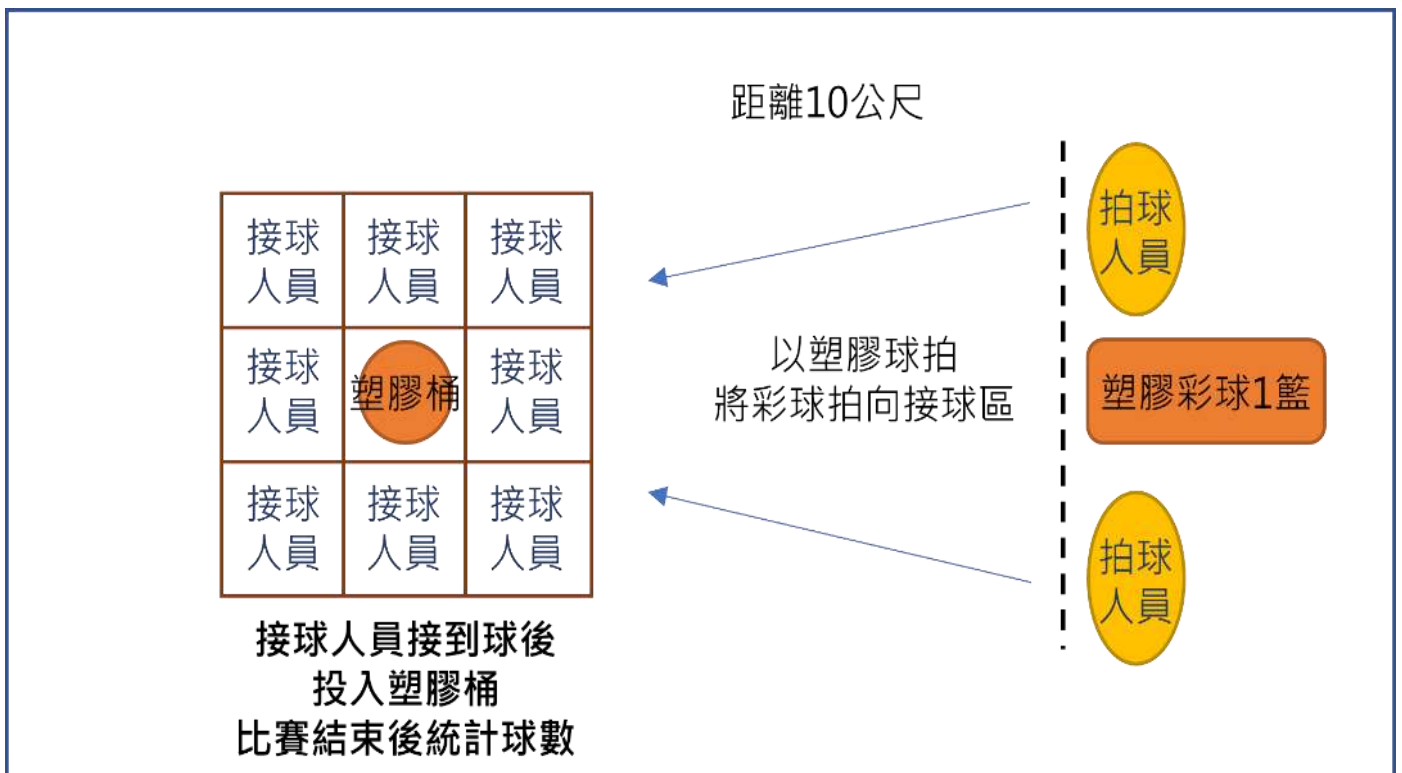 距離10公尺
拍球
人員
接球
人員
接球
人員
接球
人員
接球
人員
塑膠桶
接球
人員
以塑膠球拍
將彩球拍向接球區
塑膠彩球1籃
接球
人員
接球
人員
接球
人員
拍球
人員
接球人員接到球後
投入塑膠桶
比賽結束後統計球數